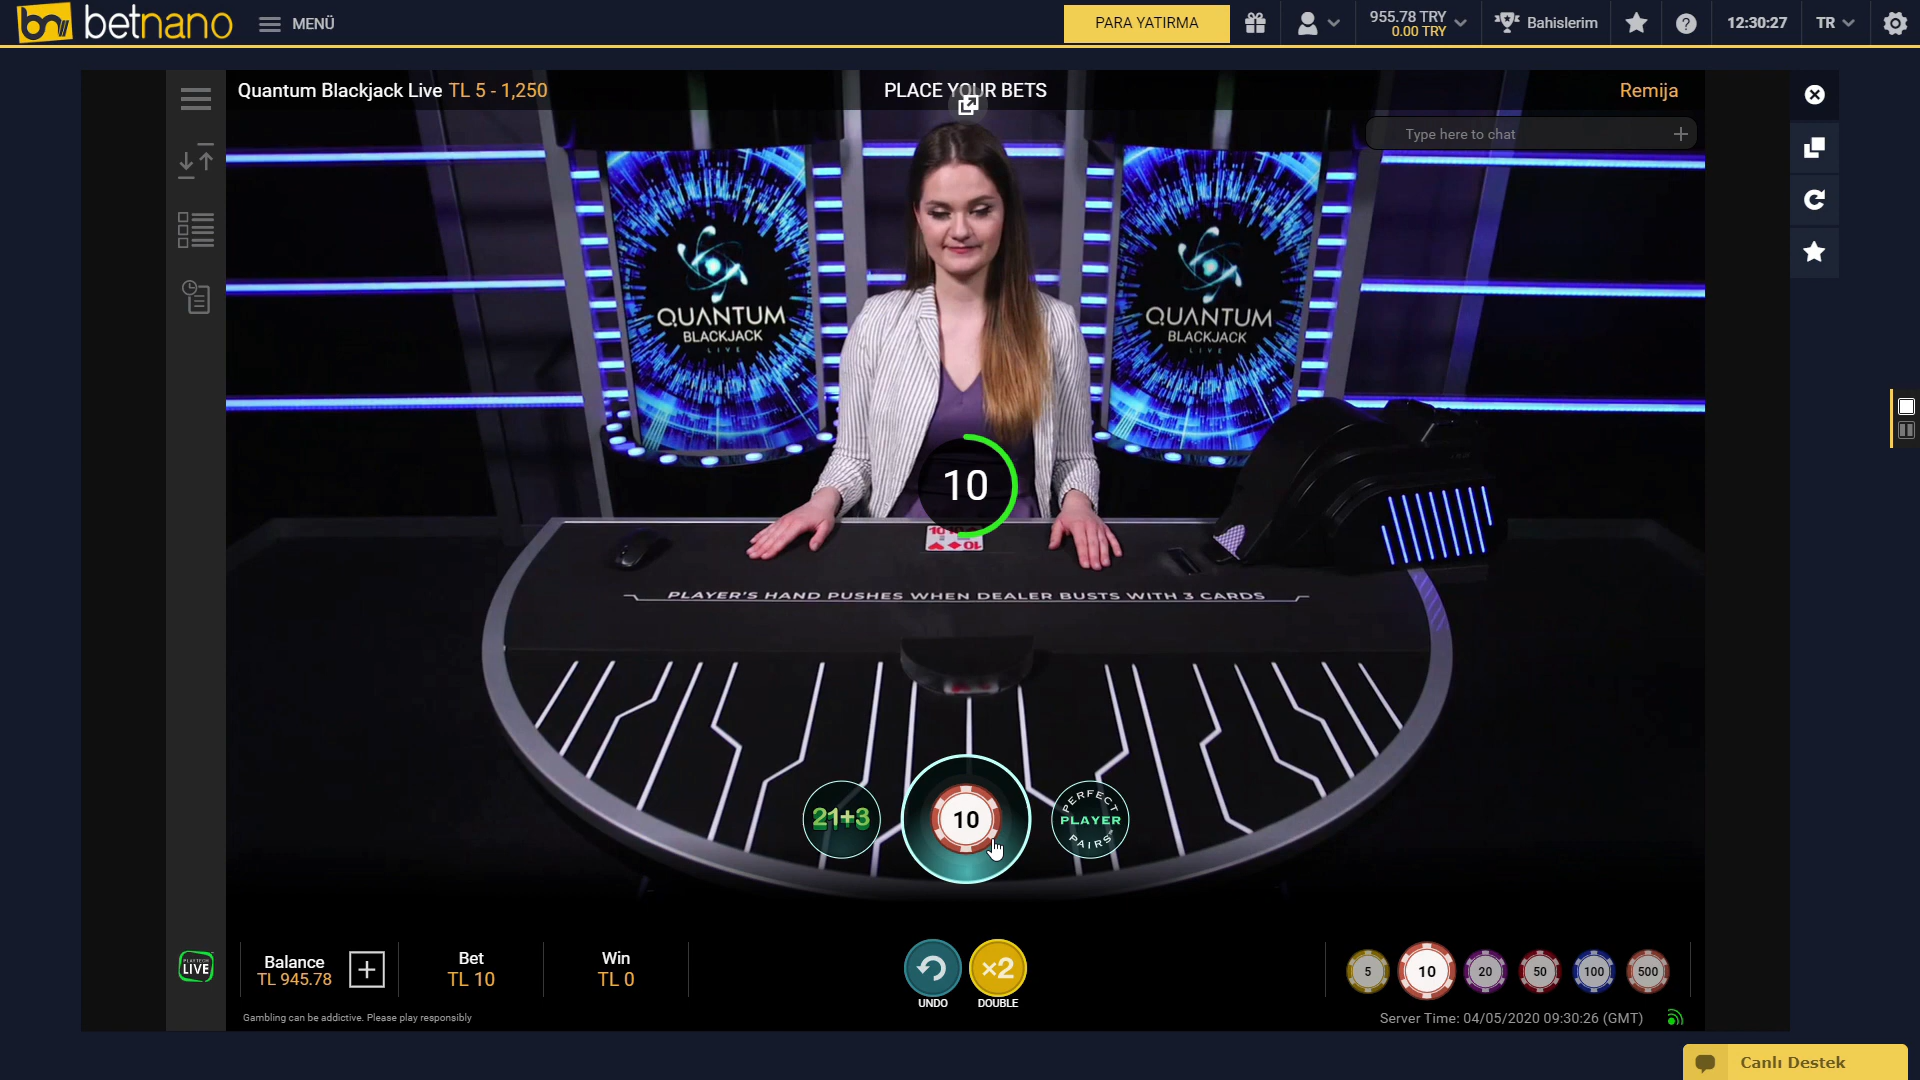 betnano
MENÜ
PARA YATIRMA
955.78 TRY
0.00 TRY
Bahislerim
?
12:30:27
TR
Quantum Blackjack Live TL 5 - 1,250
PLACE YOUR BETS
Remija
Type here to chat
QUANTUM
BLACKJACK
LIVE
QUANTUM
BLACKJACK
LIVE
10
PLAYER'S HAND PUSHES WHEN DEALER BUSTS WITH 3 CARDS
21+3
10
PERFECT
PLAYER
PAIRS
PLAYTECH
LIVE
Balance
TL 945.78
Bet
TL 10
Win
TL 0
UNDO
×2
DOUBLE
5
10
20
50
100
500
Gambling can be addictive. Please play responsibly
Server Time: 04/05/2020 09:30:26 (GMT)
Canlı Destek